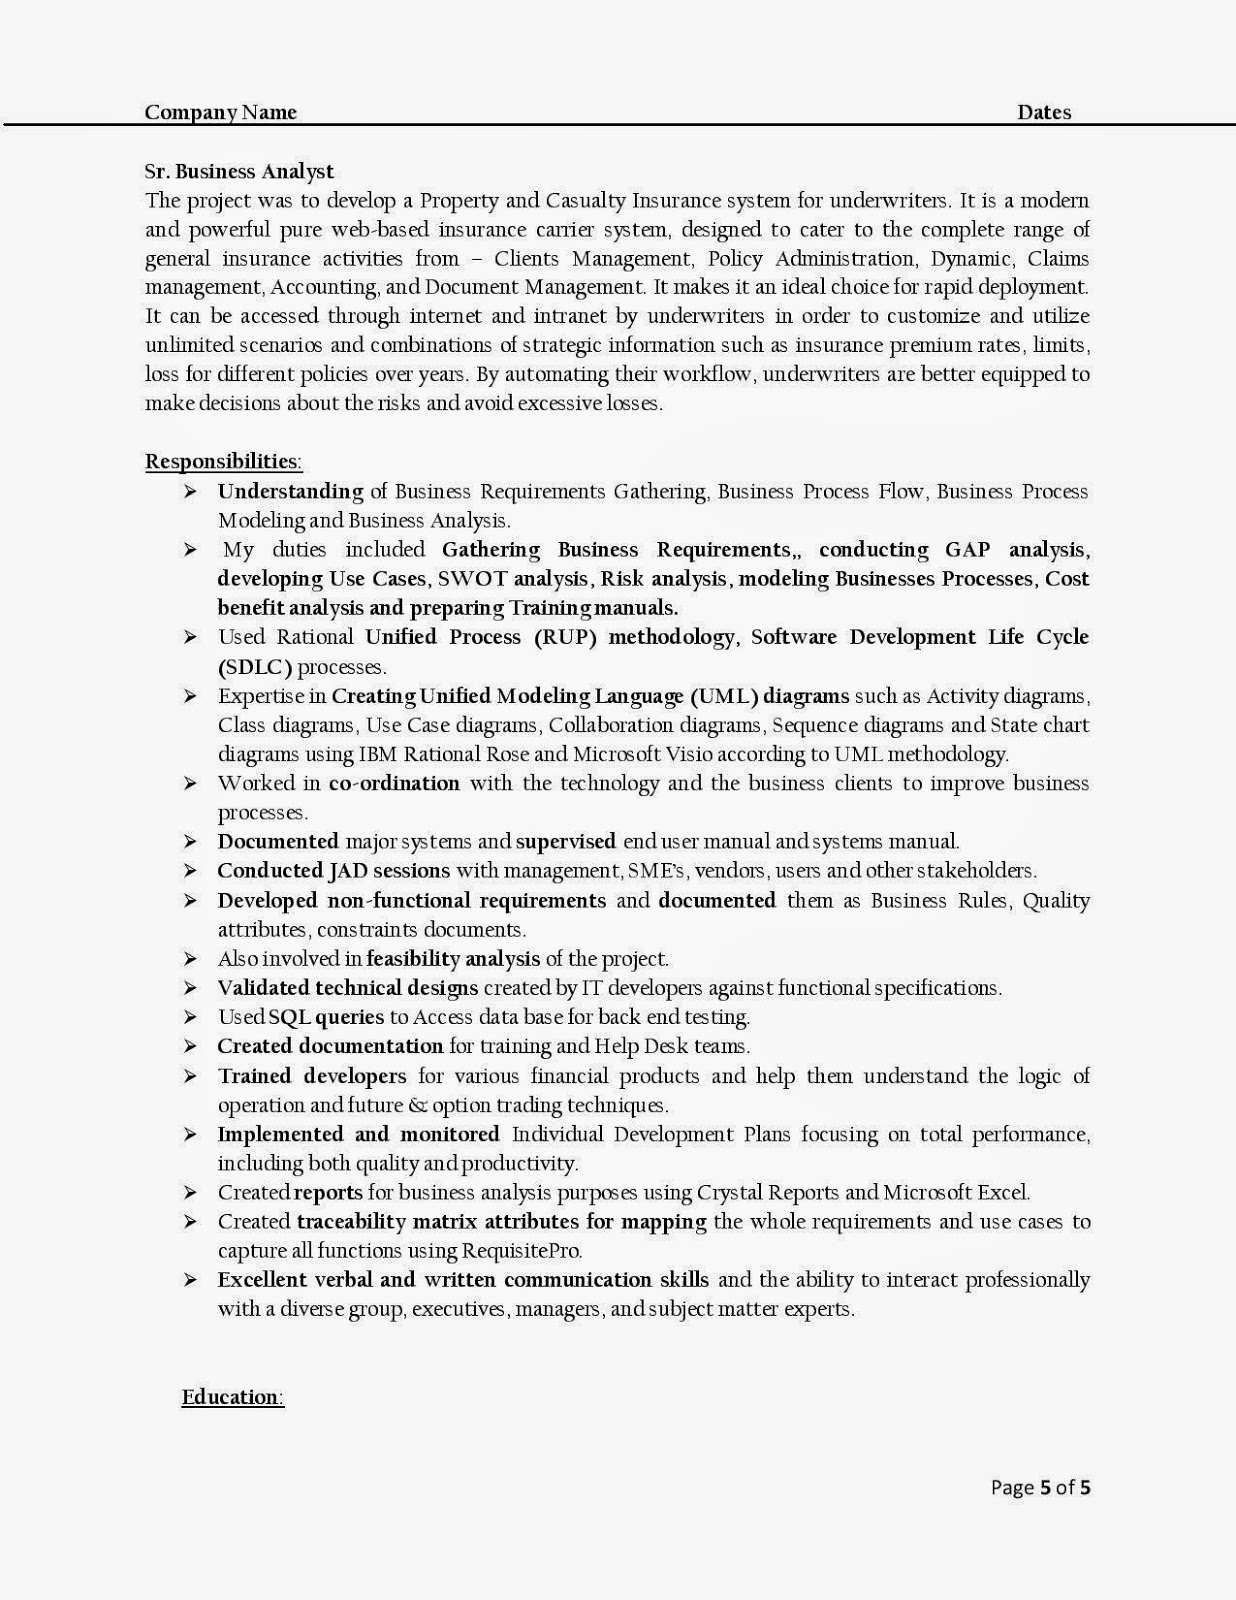 Company Name Dates
Sr. Business Analyst
The project was to develop a Property and Casualty Insurance system for underwriters. It is a modern
and powerful pure web-based insurance carrier system, designed to cater to the complete range of
general insurance activities from – Clients Management, Policy Administration, Dynamic, Claims
management, Accounting, and Document Management. It makes it an ideal choice for rapid deployment.
It can be accessed through internet and intranet by underwriters in order to customize and utilize
unlimited scenarios and combinations of strategic information such as insurance premium rates, limits,
loss for different policies over years. By automating their workflow, underwriters are better equipped to
make decisions about the risks and avoid excessive losses.
Responsibilities:
➢ Understanding of Business Requirements Gathering, Business Process Flow, Business Process
Modeling and Business Analysis.
➢ My duties included Gathering Business Requirements,, conducting GAP analysis,
developing Use Cases, SWOT analysis, Risk analysis, modeling Businesses Processes, Cost
benefit analysis and preparing Training manuals.
➢ Used Rational Unified Process (RUP) methodology, Software Development Life Cycle
(SDLC) processes.
➢ Expertise in Creating Unified Modeling Language (UML) diagrams such as Activity diagrams,
Class diagrams, Use Case diagrams, Collaboration diagrams, Sequence diagrams and State chart
diagrams using IBM Rational Rose and Microsoft Visio according to UML methodology.
➢ Worked in co-ordination with the technology and the business clients to improve business
processes.
➢ Documented major systems and supervised end user manual and systems manual.
➢ Conducted JAD sessions with management, SME's, vendors, users and other stakeholders.
➢ Developed non-functional requirements and documented them as Business Rules, Quality
attributes, constraints documents.
➢ Also involved in feasibility analysis of the project.
➢ Validated technical designs created by IT developers against functional specifications.
➢ Used SQL queries to Access data base for back end testing.
➢ Created documentation for training and Help Desk teams.
➢ Trained developers for various financial products and help them understand the logic of
operation and future & option trading techniques.
➢ Implemented and monitored Individual Development Plans focusing on total performance,
including both quality and productivity.
➢ Created reports for business analysis purposes using Crystal Reports and Microsoft Excel.
➢ Created traceability matrix attributes for mapping the whole requirements and use cases to
capture all functions using RequisitePro.
➢ Excellent verbal and written communication skills and the ability to interact professionally
with a diverse group, executives, managers, and subject matter experts.
Education:
Page 5 of 5